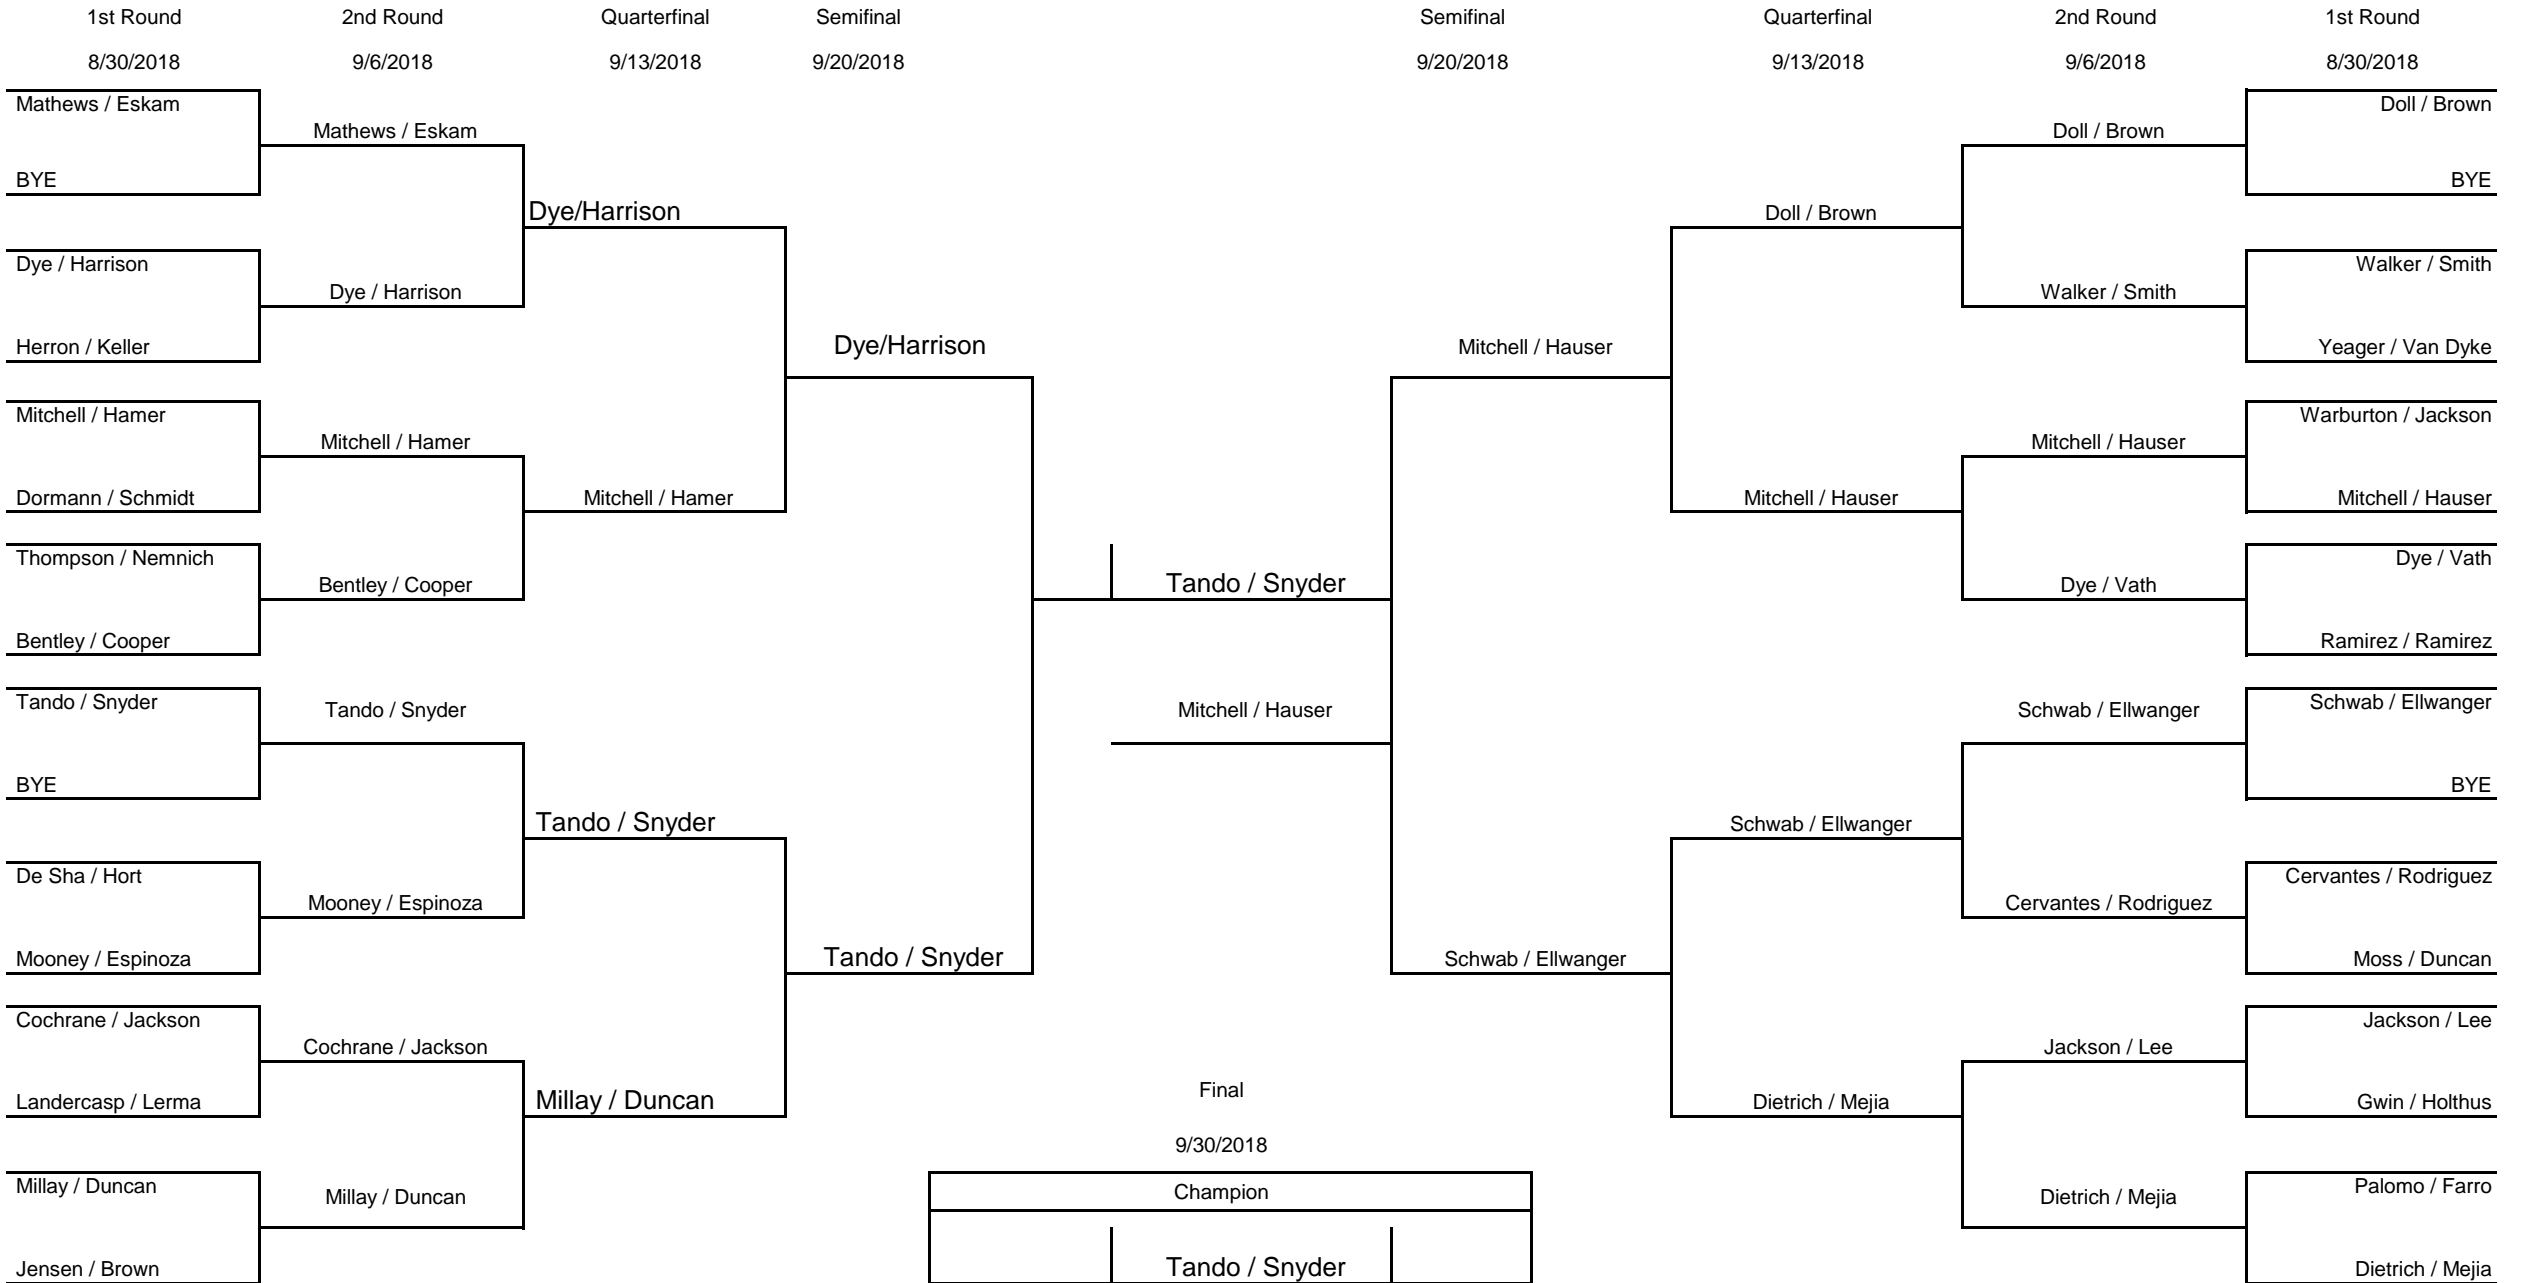 1st Round
2nd Round
Quarterfinal
Semifinal
Semifinal
Quarterfinal
2nd Round
1st Round
8/30/2018
9/6/2018
9/13/2018
9/20/2018
9/20/2018
9/13/2018
9/6/2018
8/30/2018
Mathews / Eskam
Doll / Brown
Mathews / Eskam
Doll / Brown
BYE
BYE
Dye/Harrison
Doll / Brown
Dye / Harrison
Walker / Smith
Dye / Harrison
Walker / Smith
Herron / Keller
Dye/Harrison
Mitchell / Hauser
Yeager / Van Dyke
Mitchell / Hamer
Warburton / Jackson
Mitchell / Hamer
Mitchell / Hauser
Dormann / Schmidt
Mitchell / Hamer
Mitchell / Hauser
Mitchell / Hauser
Thompson / Nemnich
Dye / Vath
Bentley / Cooper
Tando / Snyder
Dye / Vath
Bentley / Cooper
Ramirez / Ramirez
Tando / Snyder
Schwab / Ellwanger
Tando / Snyder
Mitchell / Hauser
Schwab / Ellwanger
BYE
BYE
Tando / Snyder
Schwab / Ellwanger
De Sha / Hort
Cervantes / Rodriguez
Mooney / Espinoza
Cervantes / Rodriguez
Mooney / Espinoza
Tando / Snyder
Schwab / Ellwanger
Moss / Duncan
Cochrane / Jackson
Jackson / Lee
Cochrane / Jackson
Jackson / Lee
Final
Landercasp / Lerma
Millay / Duncan
Dietrich / Mejia
Gwin / Holthus
9/30/2018
Millay / Duncan
Palomo / Farro
Millay / Duncan
Champion
Dietrich / Mejia
Jensen / Brown
Tando / Snyder
Dietrich / Mejia